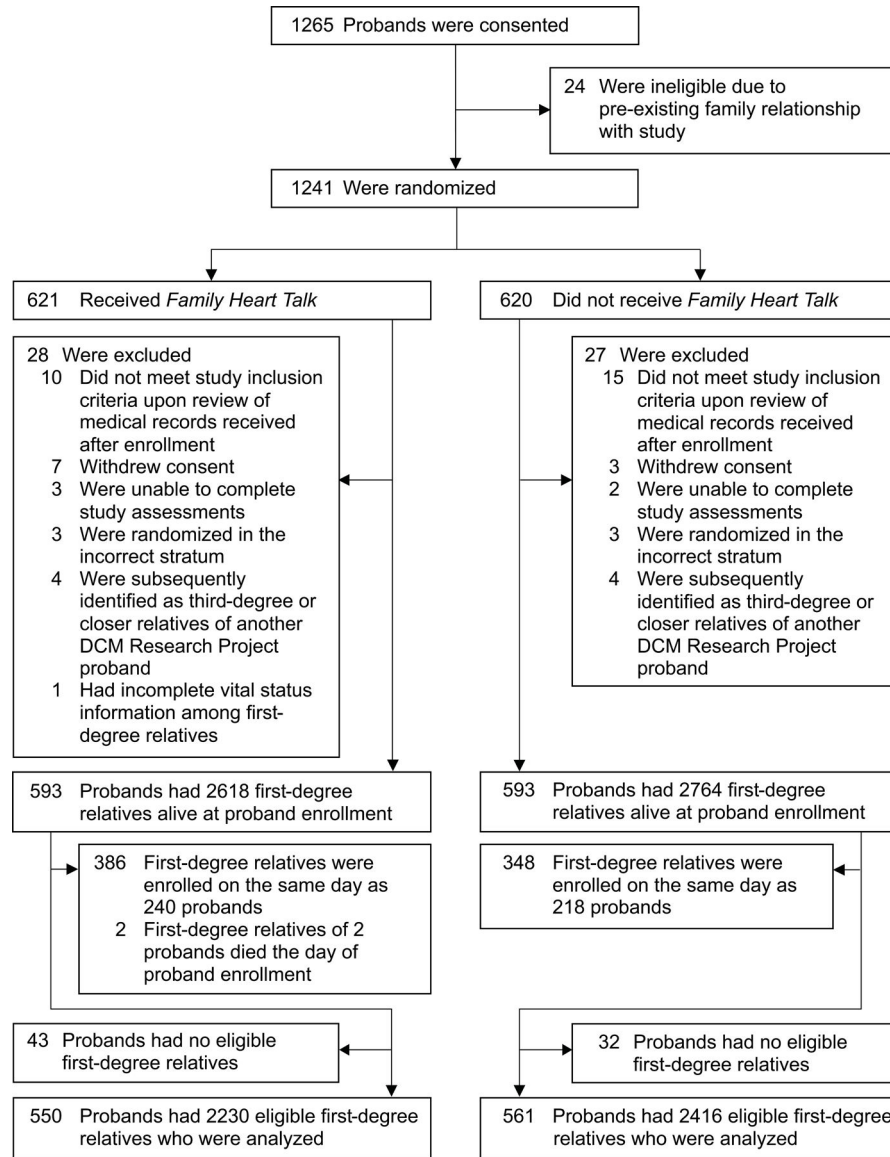 1265 Probands were consented
24 Were ineligible due to
pre-existing family relationship
with study
1241 Were randomized
621 Received Family Heart Talk
620 Did not receive Family Heart Talk
28 Were excluded
10 Did not meet study inclusion
criteria upon review of
medical records received
after enrollment
7 Withdrew consent
3 Were unable to complete
study assessments
3 Were randomized in the
incorrect stratum
4 Were subsequently
identified as third-degree or
closer relatives of another
DCM Research Project
proband
1 Had incomplete vital status
information among first-
degree relatives
27 Were excluded
15 Did not meet study inclusion
criteria upon review of
medical records received
after enrollment
3 Withdrew consent
2 Were unable to complete
study assessments
3 Were randomized in the
incorrect stratum
4 Were subsequently
identified as third-degree or
closer relatives of another
DCM Research Project
proband
593 Probands had 2618 first-degree
relatives alive at proband enrollment
593 Probands had 2764 first-degree
relatives alive at proband enrollment
386 First-degree relatives were
enrolled on the same day as
240 probands
2 First-degree relatives of 2
probands died the day of
proband enrollment
348 First-degree relatives were
enrolled on the same day as
218 probands
43 Probands had no eligible
first-degree relatives
32 Probands had no eligible
first-degree relatives
550 Probands had 2230 eligible first-degree
relatives who were analyzed
561 Probands had 2416 eligible first-degree
relatives who were analyzed